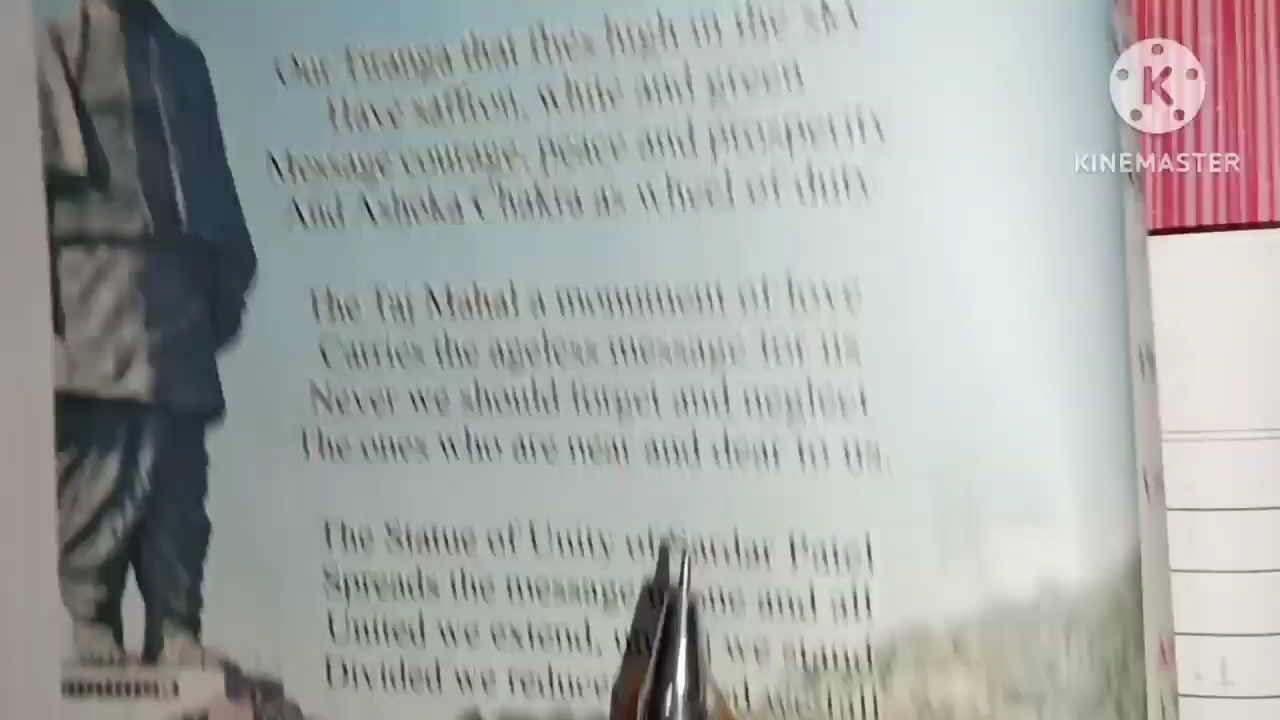 Our Tiranga that flies high in the sky
Have saffron, white and green
Message courage, peace and prosperity
And Ashoka Chakra as wheel of duty
The Taj Mahal a monument of love
Carries the ageless message for us
Never we should forget and neglect
The ones who are near and dear to us.
The Statue of Unity of Sardar Patel
Spreads the message one and all
United we extend, we stand
Divided we reduce
K
KINEMASTER